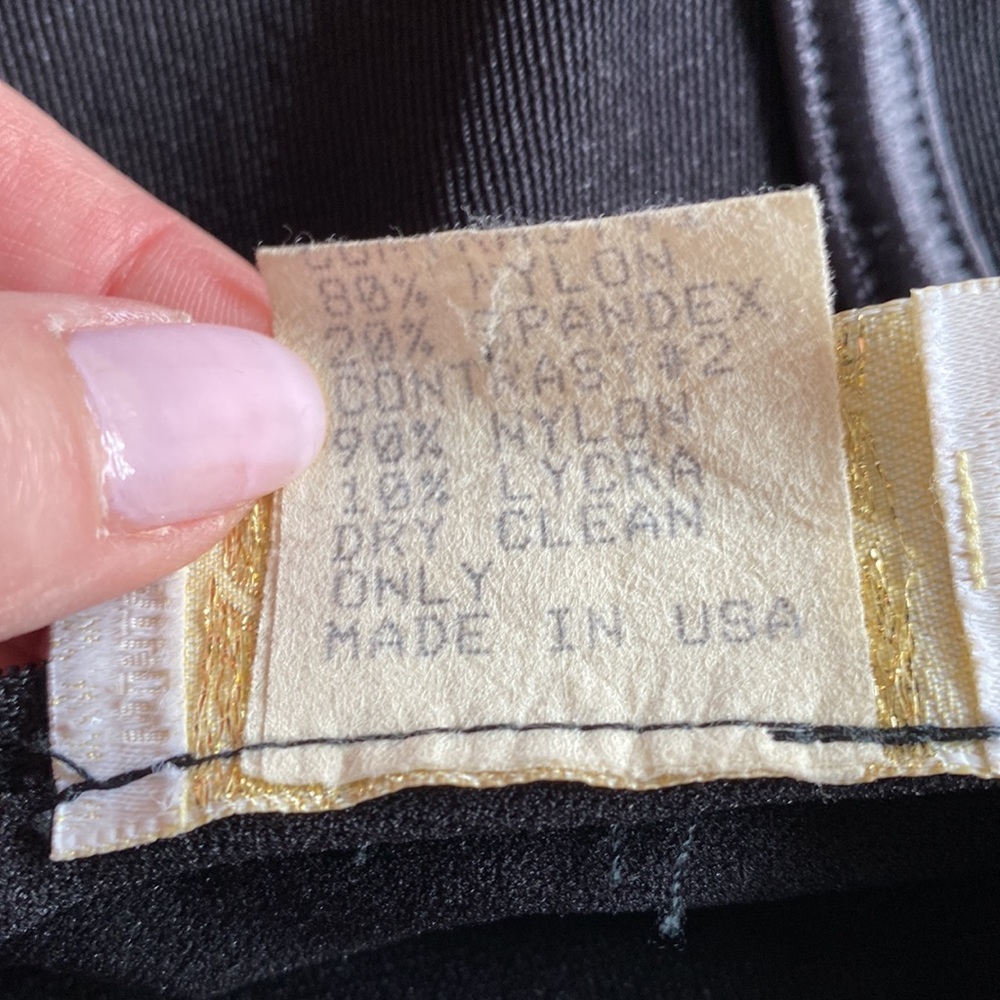 80% NYLON
20% SPANDEX
CONTRAST#2
90% NYLON
10% LYCRA
DRY CLEAN
ONLY
MADE IN USA